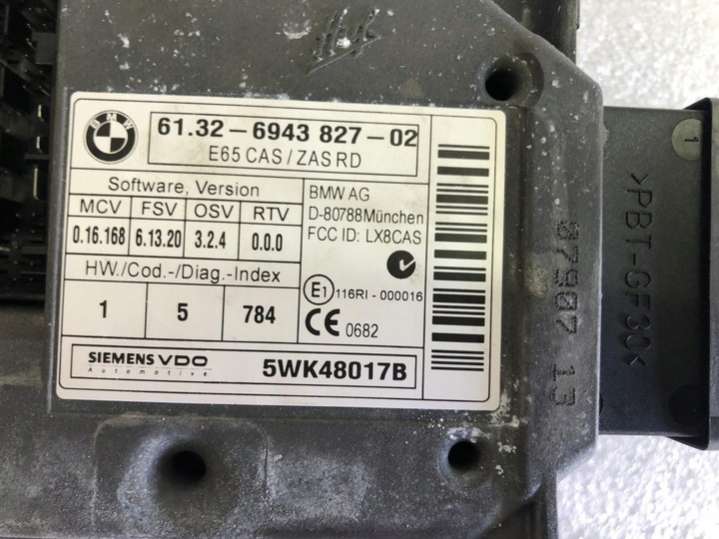 BMW
61.32-6943 827-02
E65 CAS/ZAS RD
Software, Version
MCV FSV OSV RTV
0.16.168 6.13.20 3.2.4 0.0.0
HW./Cod.-/Diag.-Index
1 5 784
BMW AG
D-80788München
FCC ID: LX8CAS
E1 116RI - 000016
CE 0682
SIEMENS VDO
Automotive
5WK48017B
07907 13
1
>PBT-GF30<